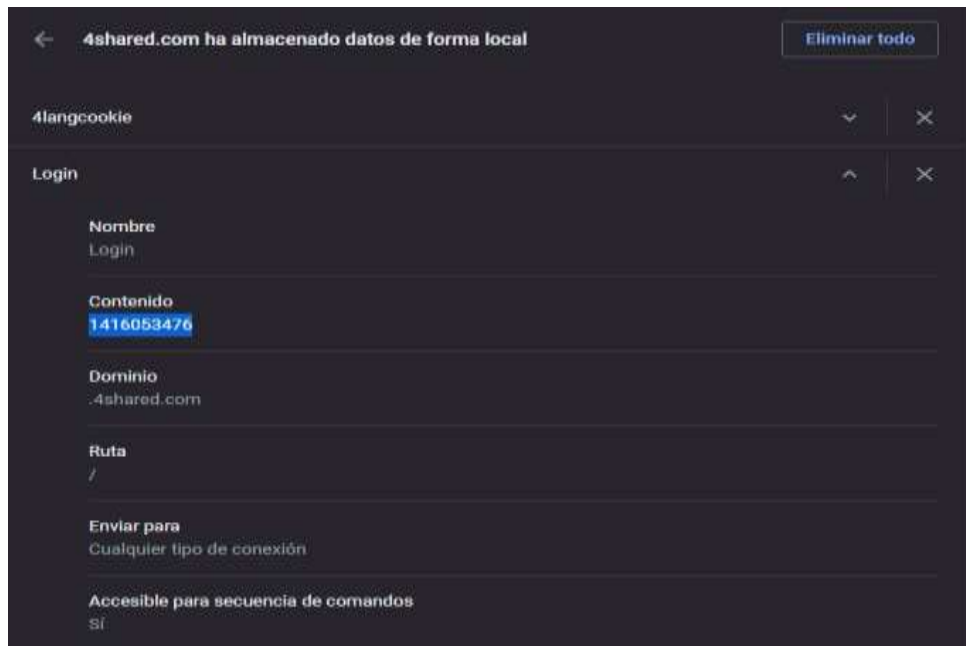 4shared.com ha almacenado datos de forma local
Eliminar todo
4langcookie
Login
Nombre
Login
Contenido
1416053476
Dominio
.4shared.com
Ruta
/
Enviar para
Cualquier tipo de conexión
Accesible para secuencia de comandos
Sí